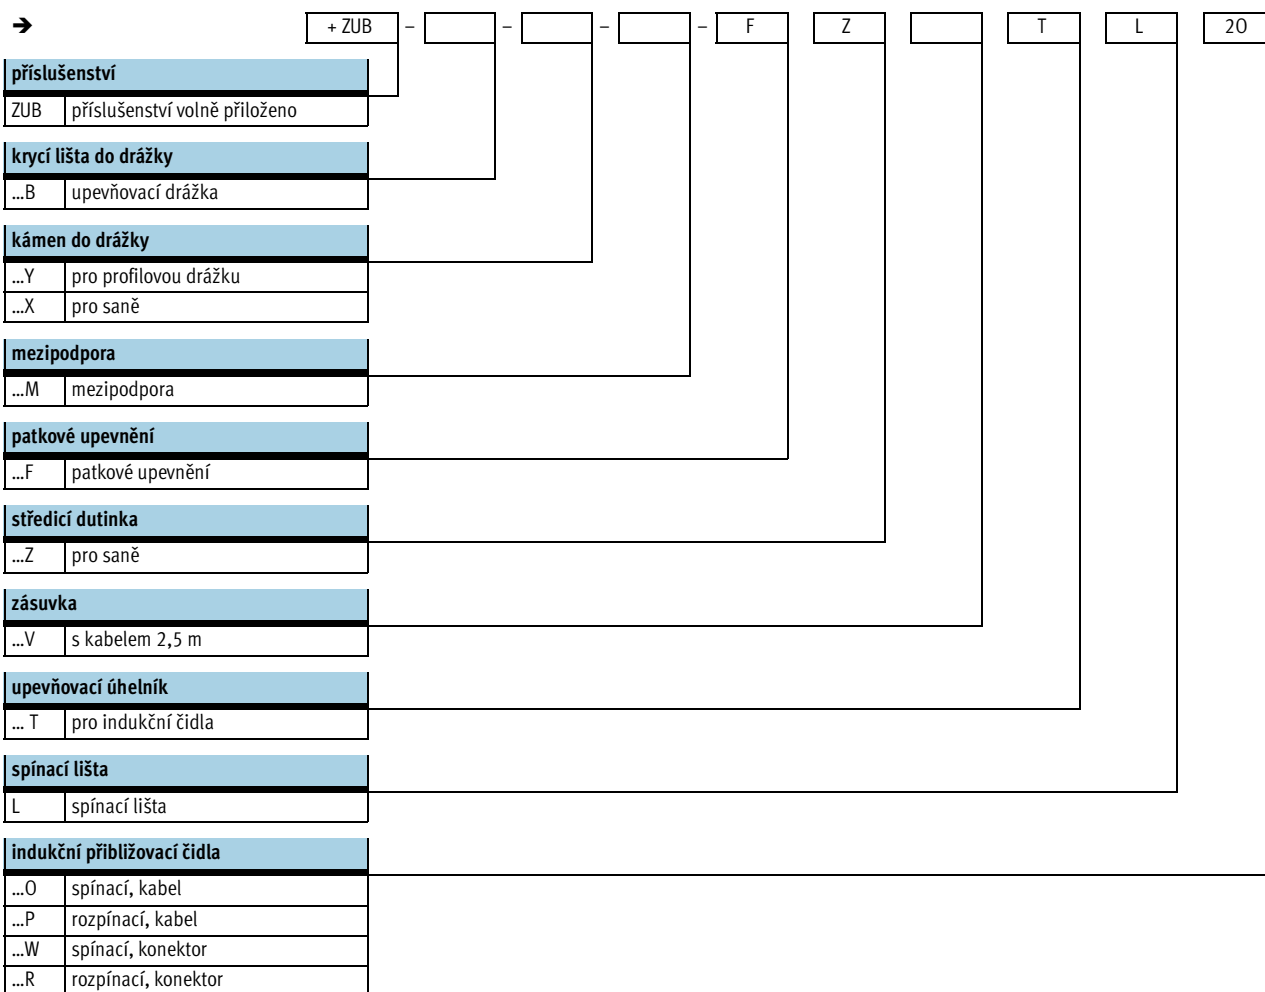 ➔ + ZUB – – – – F Z T L 2O
příslušenství
ZUB příslušenství volně přiloženo
krycí lišta do drážky
...B upevňovací drážka
kámen do drážky
...Y pro profilovou drážku
...X pro saně
mezipodpora
...M mezipodpora
patkové upevnění
...F patkové upevnění
středicí dutinka
...Z pro saně
zásuvka
...V s kabelem 2,5 m
upevňovací úhelník
... T pro indukční čidla
spínací lišta
L spínací lišta
indukční přibližovací čidla
...O spínací, kabel
...P rozpínací, kabel
...W spínací, konektor
...R rozpínací, konektor